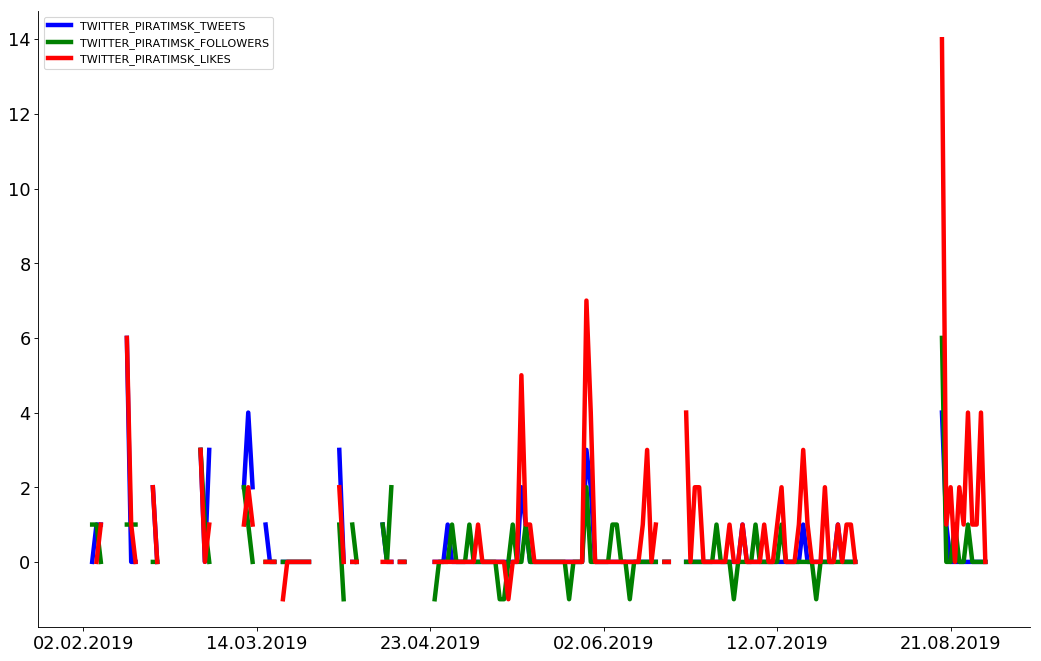 TWITTER_PIRATIMSK_TWEETS
TWITTER_PIRATIMSK_FOLLOWERS
TWITTER_PIRATIMSK_LIKES
14
12
10
8
6
4
2
0
02.02.2019 14.03.2019 23.04.2019 02.06.2019 12.07.2019 21.08.2019